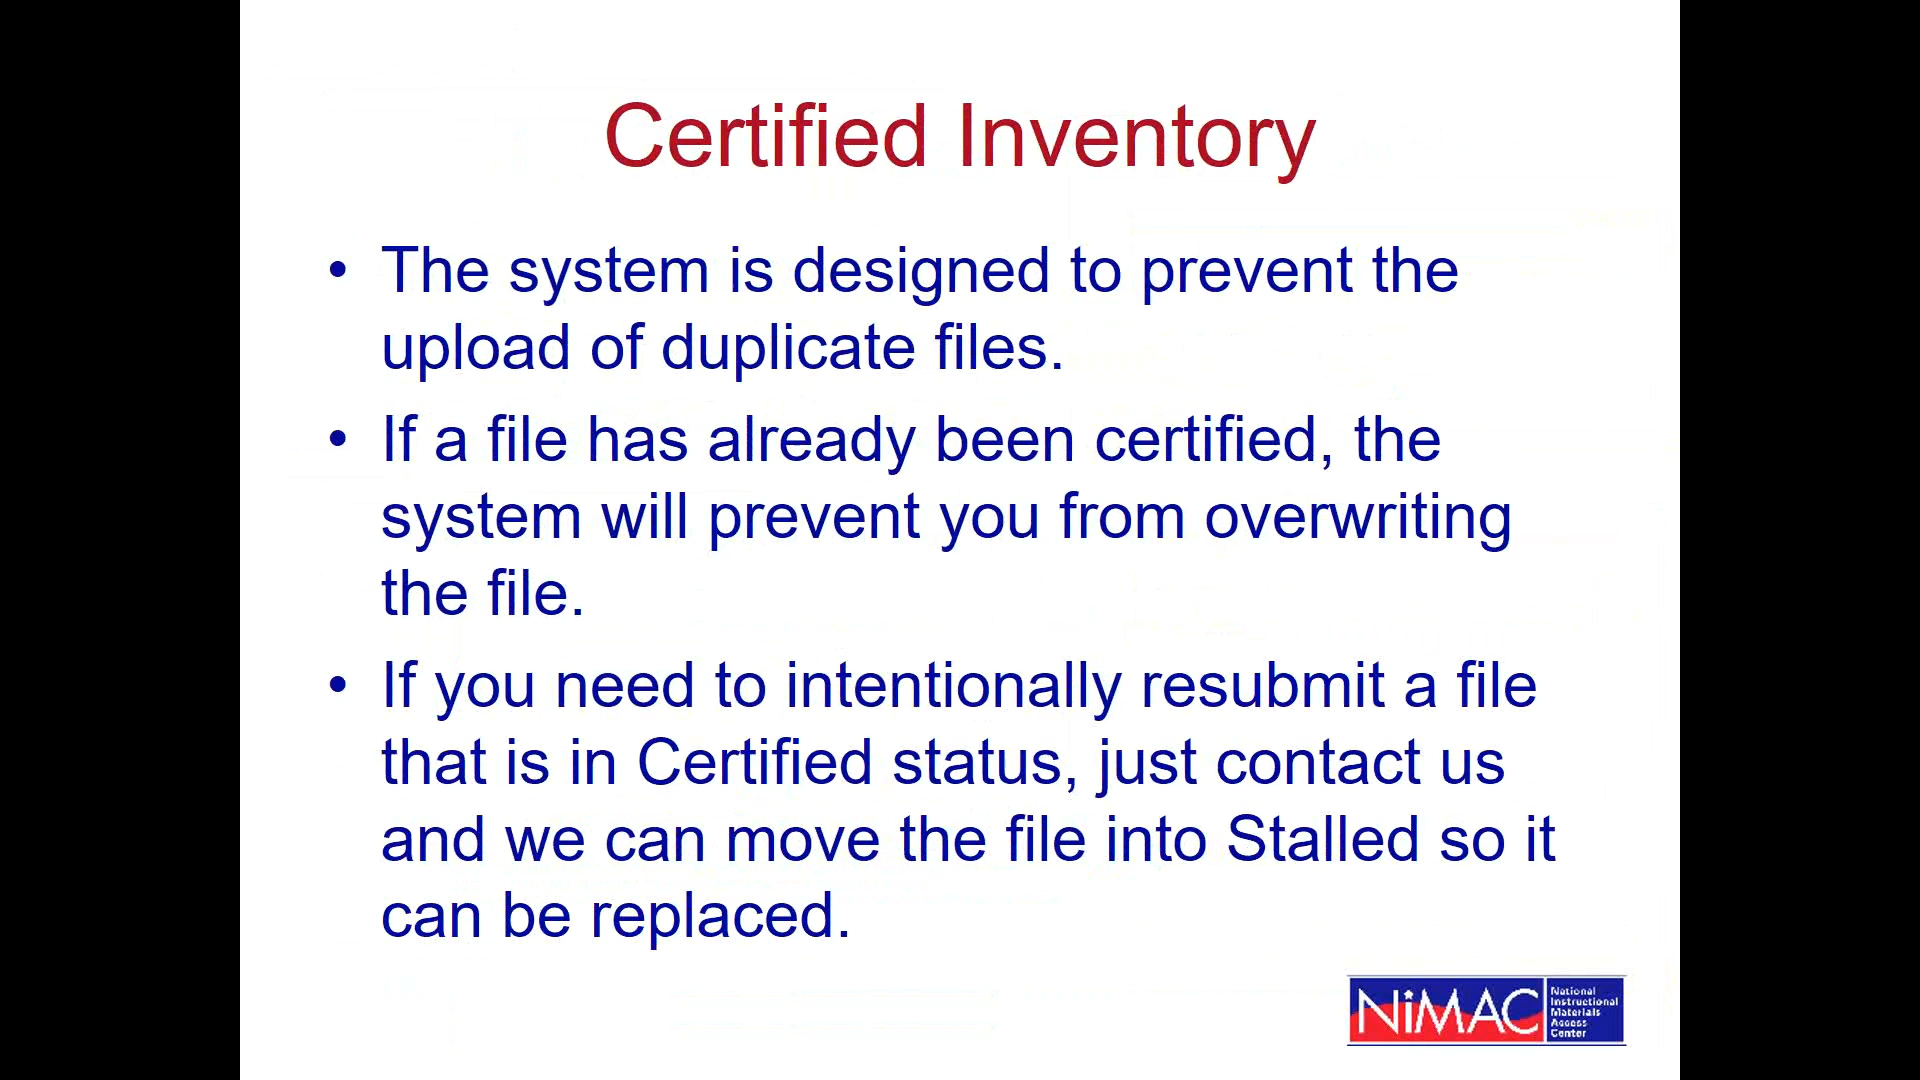 Certified Inventory
• The system is designed to prevent the
upload of duplicate files.
• If a file has already been certified, the
system will prevent you from overwriting
the file.
• If you need to intentionally resubmit a file
that is in Certified status, just contact us
and we can move the file into Stalled so it
can be replaced.
NiMAC
National
Instructional
Materials
Access
Center